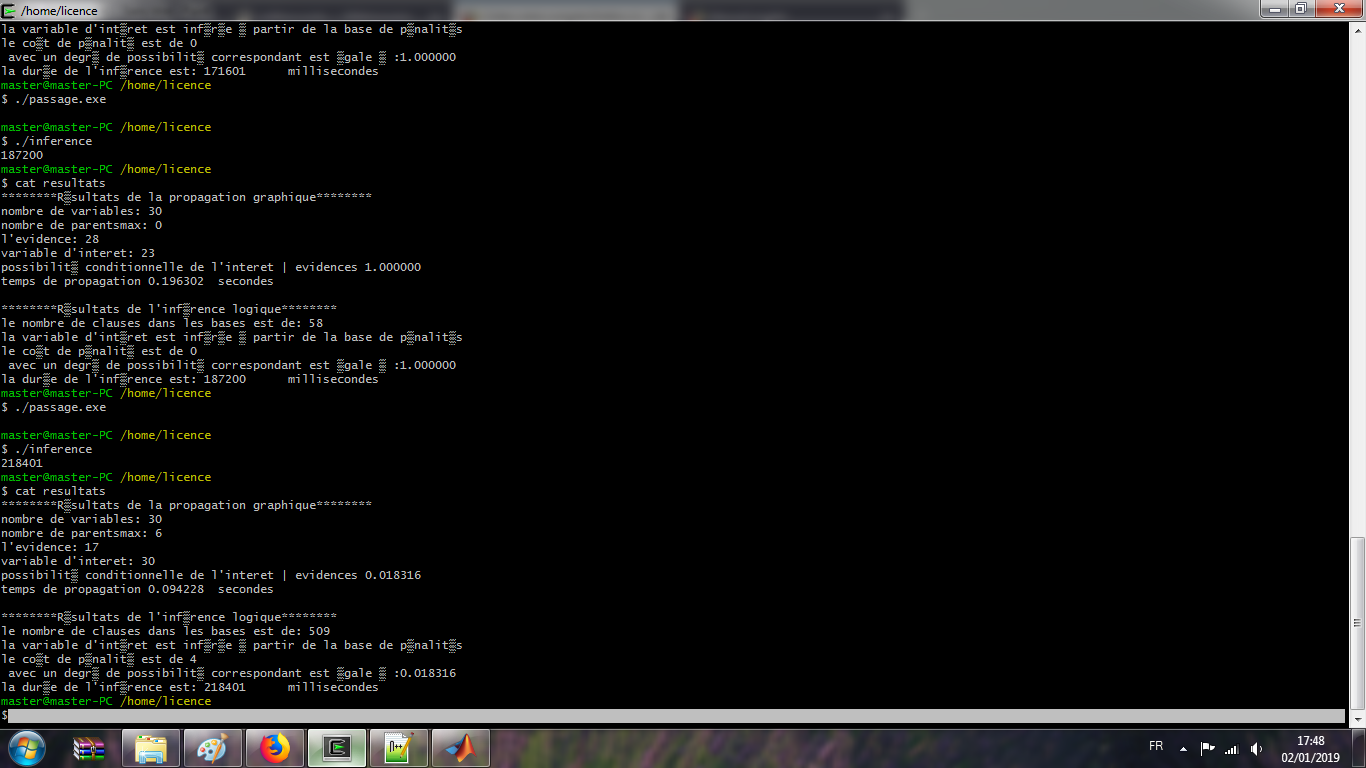 /home/licence
la variable d'int▒ret est inf▒r▒e ▒ partir de la base de p▒nalit▒s
le co▒t de p▒nalit▒ est de 0
 avec un degr▒ de possibilit▒ correspondant est ▒gale ▒ :1.000000
la dur▒e de l'inf▒rence est: 171601      millisecondes
master@master-PC /home/licence
$ ./passage.exe
master@master-PC /home/licence
$ ./inference
187200
master@master-PC /home/licence
$ cat resultats
********R▒sultats de la propagation graphique********
nombre de variables: 30
nombre de parentsmax: 0
l'evidence: 28
variable d'interet: 23
possibilit▒ conditionnelle de l'interet | evidences 1.000000
temps de propagation 0.196302  secondes
********R▒sultats de l'inf▒rence logique********
le nombre de clauses dans les bases est de: 58
la variable d'int▒ret est inf▒r▒e ▒ partir de la base de p▒nalit▒s
le co▒t de p▒nalit▒ est de 0
 avec un degr▒ de possibilit▒ correspondant est ▒gale ▒ :1.000000
la dur▒e de l'inf▒rence est: 187200      millisecondes
master@master-PC /home/licence
$ ./passage.exe
master@master-PC /home/licence
$ ./inference
218401
master@master-PC /home/licence
$ cat resultats
********R▒sultats de la propagation graphique********
nombre de variables: 30
nombre de parentsmax: 6
l'evidence: 17
variable d'interet: 30
possibilit▒ conditionnelle de l'interet | evidences 0.018316
temps de propagation 0.094228  secondes
********R▒sultats de l'inf▒rence logique********
le nombre de clauses dans les bases est de: 509
la variable d'int▒ret est inf▒r▒e ▒ partir de la base de p▒nalit▒s
le co▒t de p▒nalit▒ est de 4
 avec un degr▒ de possibilit▒ correspondant est ▒gale ▒ :0.018316
la dur▒e de l'inf▒rence est: 218401      millisecondes
master@master-PC /home/licence
$
FR
17:48
02/01/2019